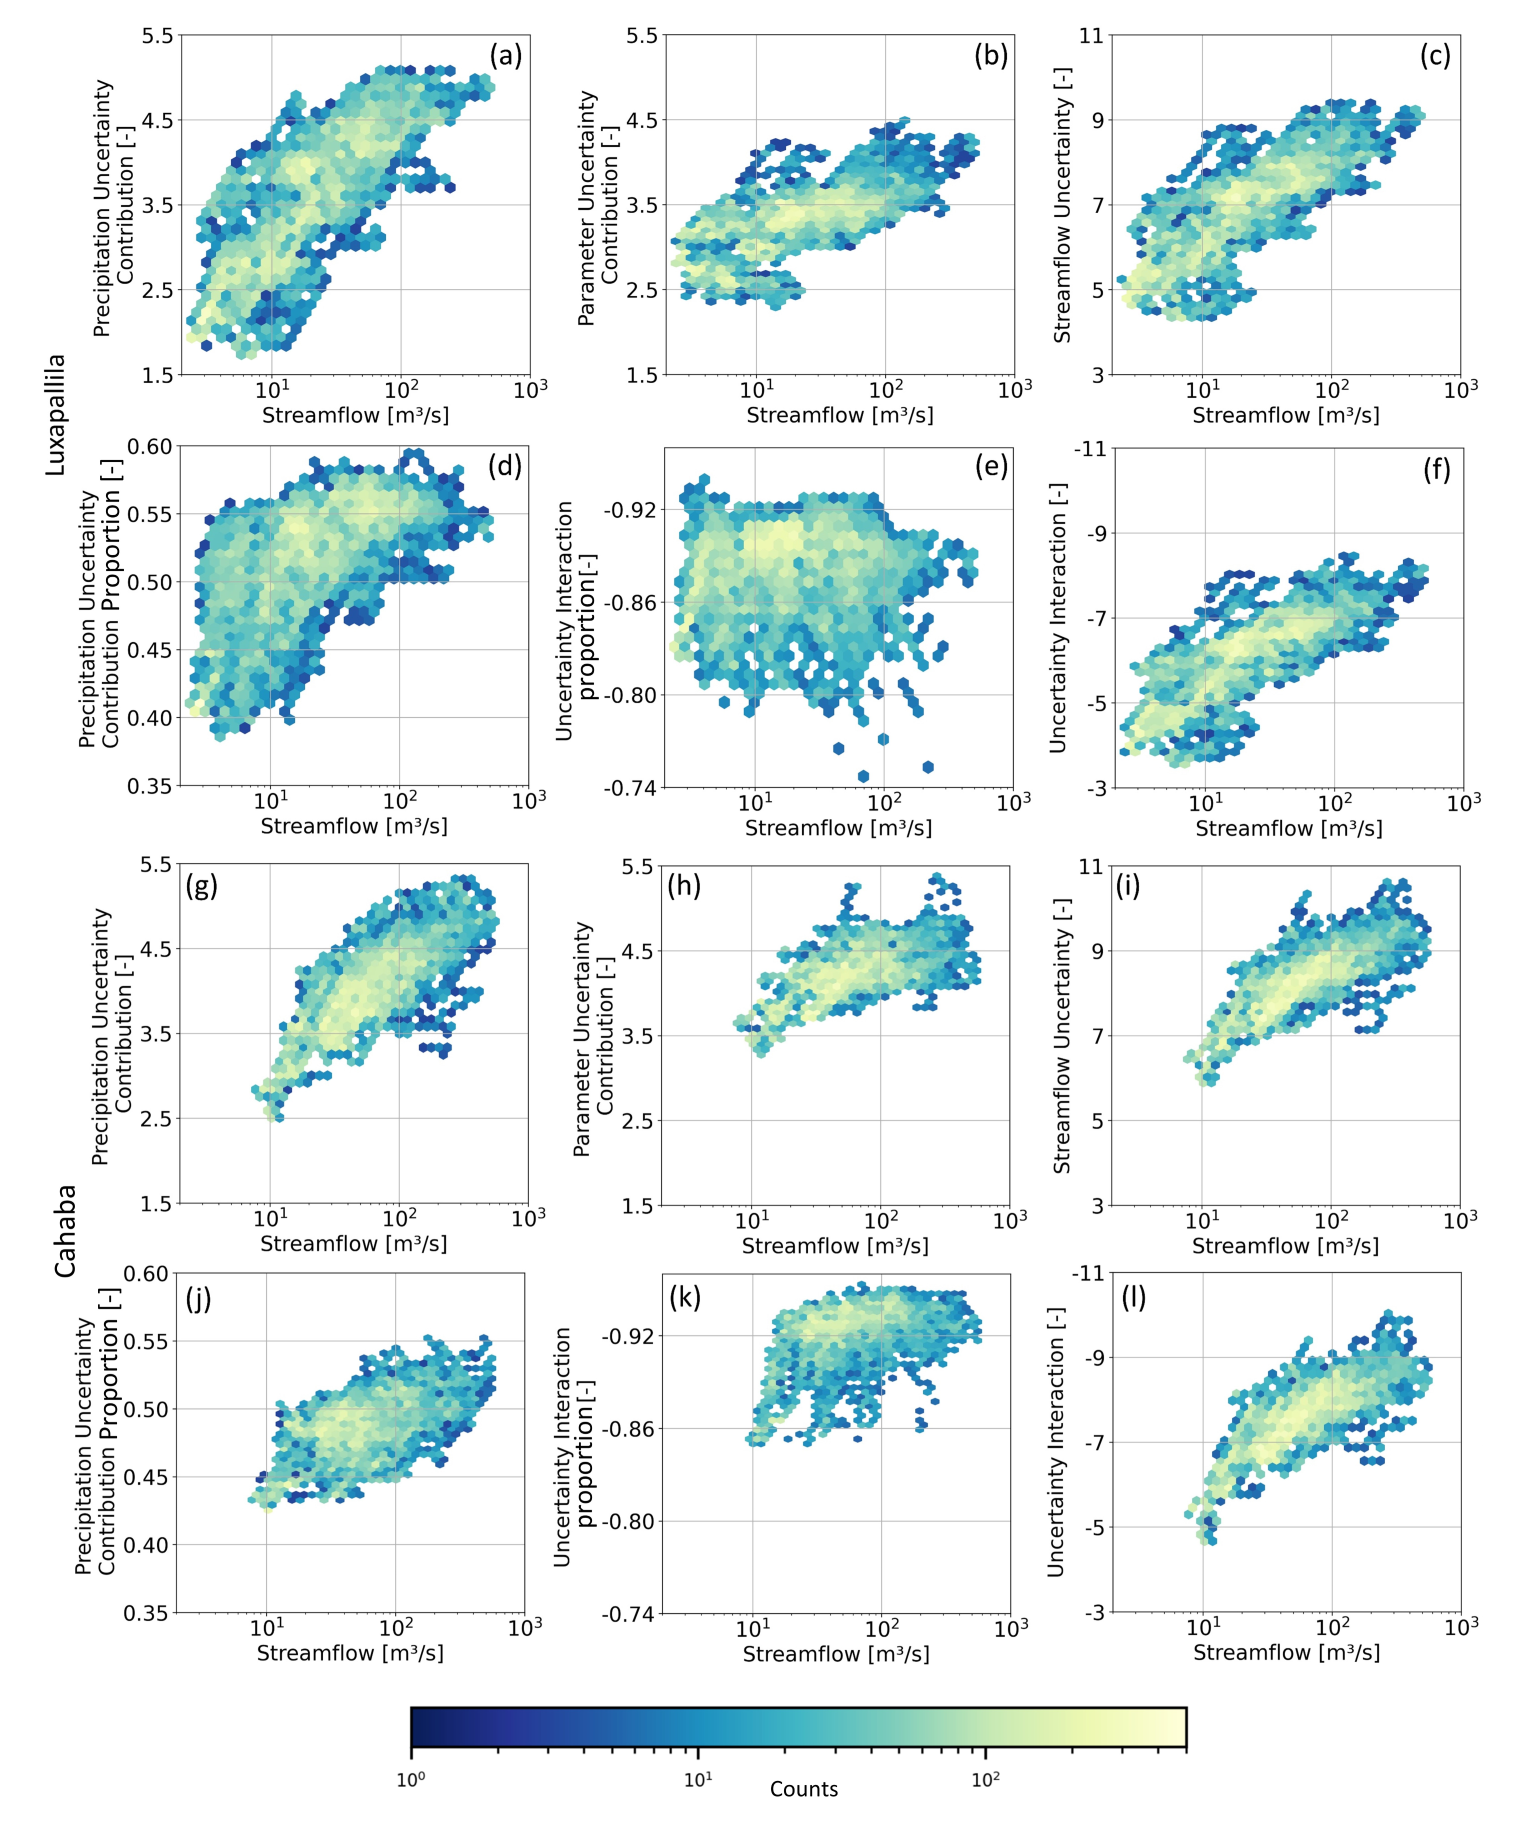 Luxapallila
(a)
5.5
4.5
3.5
2.5
1.5
Precipitation Uncertainty
Contribution [-]
10¹ 10² 10³
Streamflow [m³/s]
(b)
5.5
4.5
3.5
2.5
1.5
Parameter Uncertainty
Contribution [-]
10¹ 10² 10³
Streamflow [m³/s]
(c)
11
9
7
5
3
Streamflow Uncertainty [-]
10¹ 10² 10³
Streamflow [m³/s]
(d)
0.60
0.55
0.50
0.45
0.40
0.35
Precipitation Uncertainty
Contribution Proportion [-]
10¹ 10² 10³
Streamflow [m³/s]
(e)
-0.92
-0.86
-0.80
-0.74
Uncertainty Interaction
proportion[-]
10¹ 10² 10³
Streamflow [m³/s]
(f)
-11
-9
-7
-5
-3
Uncertainty Interaction [-]
10¹ 10² 10³
Streamflow [m³/s]
Cahaba
(g)
5.5
4.5
3.5
2.5
1.5
Precipitation Uncertainty
Contribution [-]
10¹ 10² 10³
Streamflow [m³/s]
(h)
5.5
4.5
3.5
2.5
1.5
Parameter Uncertainty
Contribution [-]
10¹ 10² 10³
Streamflow [m³/s]
(i)
11
9
7
5
3
Streamflow Uncertainty [-]
10¹ 10² 10³
Streamflow [m³/s]
(j)
0.60
0.55
0.50
0.45
0.40
0.35
Precipitation Uncertainty
Contribution Proportion [-]
10¹ 10² 10³
Streamflow [m³/s]
(k)
-0.92
-0.86
-0.80
-0.74
Uncertainty Interaction
proportion[-]
10¹ 10² 10³
Streamflow [m³/s]
(l)
-11
-9
-7
-5
-3
Uncertainty Interaction [-]
10¹ 10² 10³
Streamflow [m³/s]
10⁰ 10¹ 10²
Counts